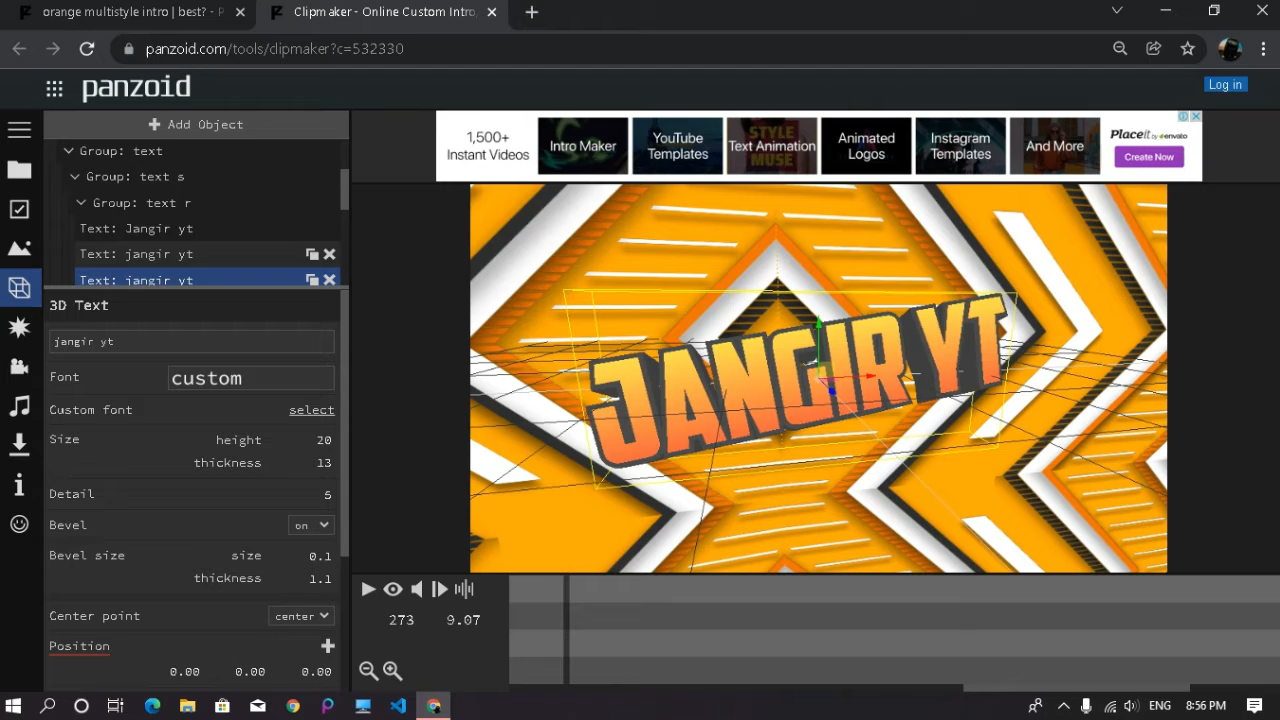 orange multistyle intro | best? - P
Clipmaker - Online Custom Intro,
panzoid.com/tools/clipmaker?c=532330
panzoid
Log in
Add Object
Group: text
Group: text s
Group: text r
Text: Jangir yt
Text: jangir yt
Text: jangir yt
3D Text
jangir yt
Font custom
Custom font select
Size height 20
thickness 13
Detail 5
Bevel on
Bevel size size 0.1
thickness 1.1
Center point center
Position
0.00 0.00 0.00
1,500+
Instant Videos
Intro Maker
YouTube
Templates
STYLE
Text Animation
MUSE
Animated
Logos
Instagram
Templates
And More
Placeit by envato
Create Now
JANGIR YT
273 9.07
ENG 8:56 PM